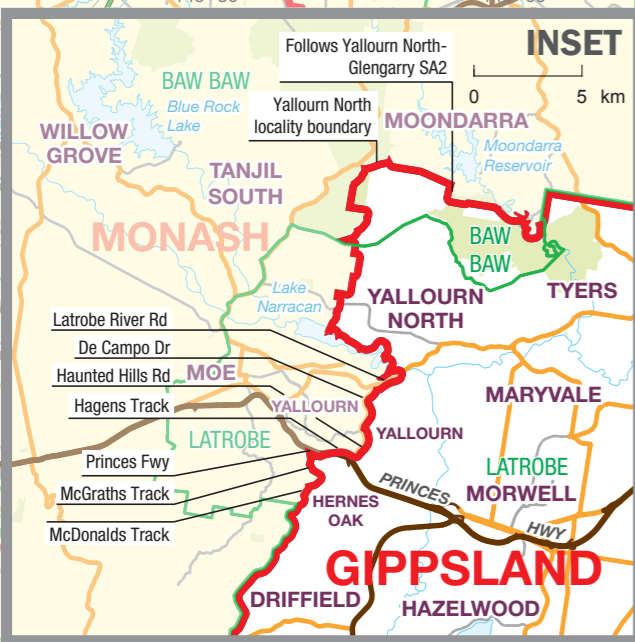 INSET
0 5 km
Follows Yallourn North-
Glengarry SA2
Yallourn North
locality boundary
BAW BAW
Blue Rock
Lake
WILLOW
GROVE
MOONDARRA
Moondarra
Reservoir
TANJIL
SOUTH
MONASH
BAW
BAW
Lake
Narracan
YALLOURN
NORTH
TYERS
Latrobe River Rd
De Campo Dr
Haunted Hills Rd
Hagens Track
MOE
YALLOURN
MARYVALE
LATROBE
YALLOURN
Princes Fwy
McGraths Track
McDonalds Track
LATROBE
MORWELL
PRINCES
HWY
HERNES
OAK
GIPPSLAND
DRIFFIELD
HAZELWOOD